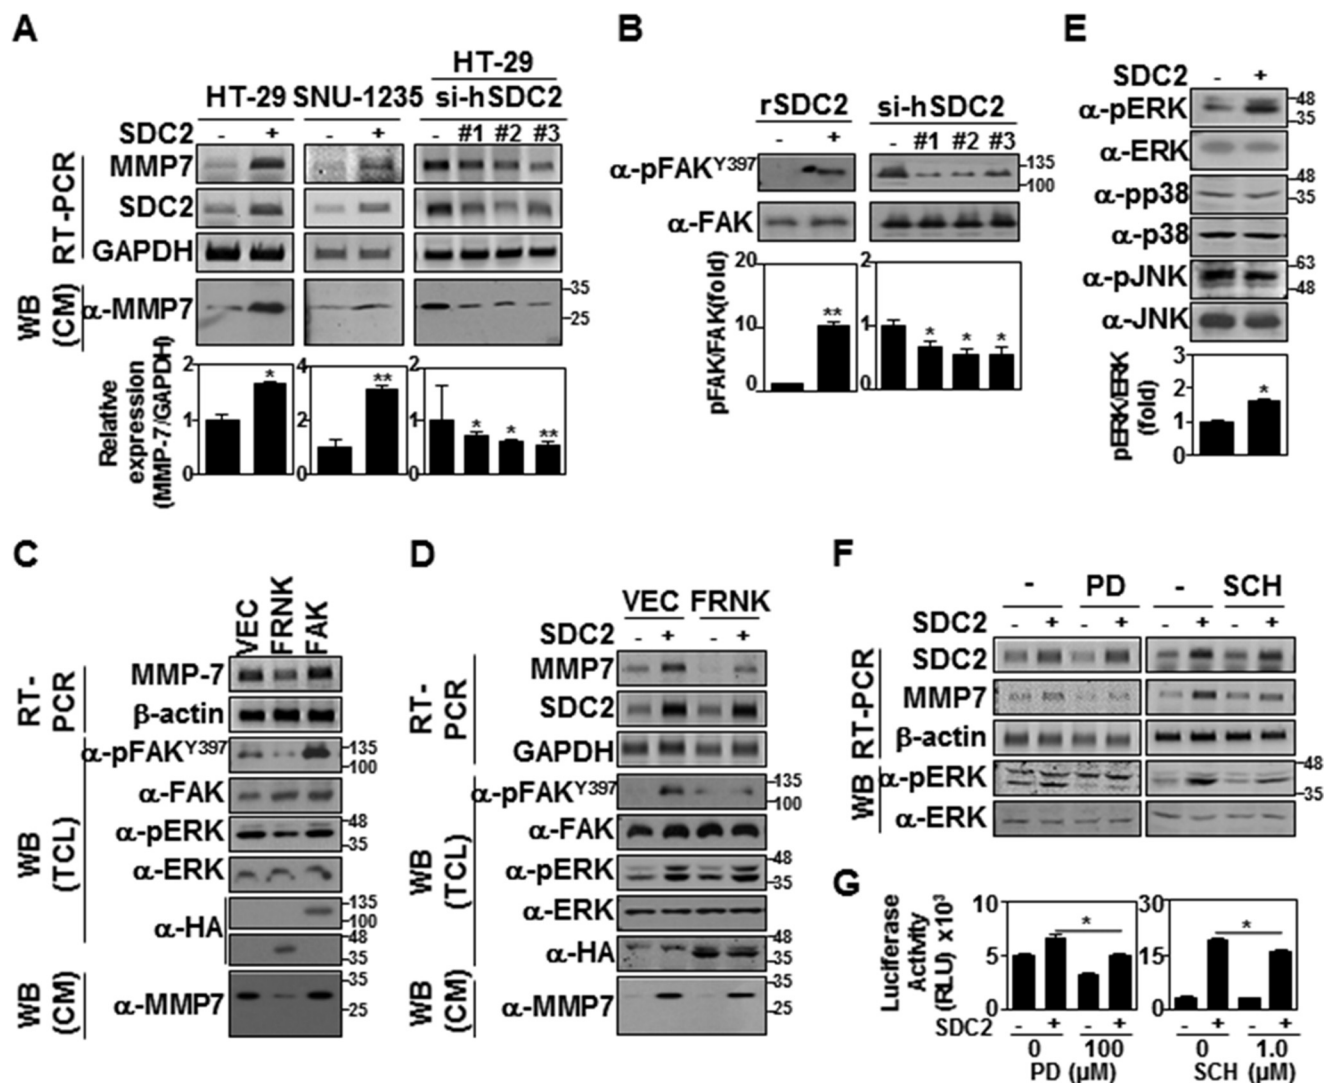 A
HT-29
HT-29 SNU-1235 si-hSDC2
SDC2 - + - + - #1 #2 #3
RT-PCR
MMP7
SDC2
GAPDH
WB
(CM)
α-MMP7
35
25
Relative
expression
(MMP-7/GAPDH)
2
1
0
*
4
2
0
**
2
1
0
* * **
B
rSDC2 si-hSDC2
- + - #1 #2 #3
α-pFAKY397
135
100
α-FAK
pFAK/FAK(fold)
20
10
0
**
2
1
0
* * *
E
SDC2 - +
α-pERK
48
35
α-ERK
α-pp38
48
35
α-p38
α-pJNK
63
48
α-JNK
pERK/ERK
(fold)
3
2
1
0
*
C
VEC
FRNK
FAK
RT-
PCR
MMP-7
β-actin
WB
(TCL)
α-pFAKY397
135
100
α-FAK
α-pERK
48
35
α-ERK
α-HA
135
100
48
35
WB
(CM)
α-MMP7
35
25
D
VEC FRNK
SDC2 - + - +
RT-
PCR
MMP7
SDC2
GAPDH
WB
(TCL)
α-pFAKY397
135
100
α-FAK
α-pERK
48
35
α-ERK
α-HA
48
35
WB
(CM)
α-MMP7
35
25
F
- PD - SCH
SDC2 - + - + - + - +
RT-PCR
SDC2
MMP7
β-actin
WB
α-pERK
48
35
α-ERK
G
Luciferase
Activity
(RLU) x10³
10
5
0
*
30
15
0
*
SDC2 - + - + - + - +
0 100 0 1.0
PD (µM) SCH (µM)